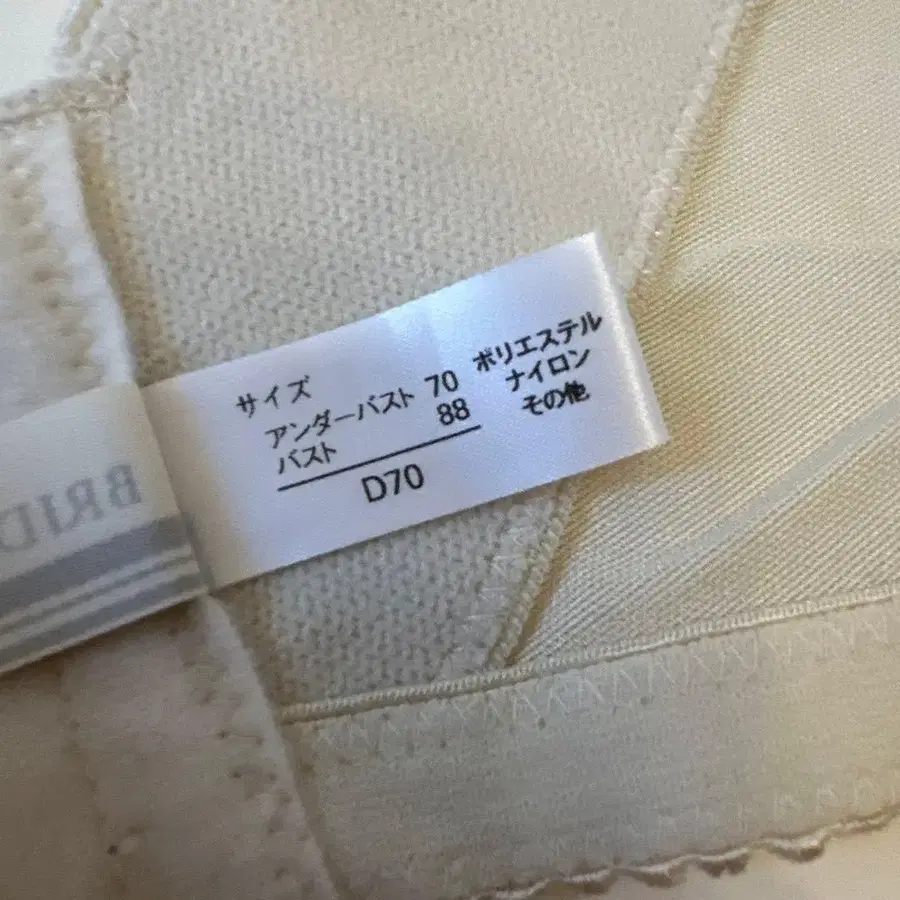 サイズ
アンダーバスト 70
バスト 88
D70
ポリエステル
ナイロン
その他
BRID